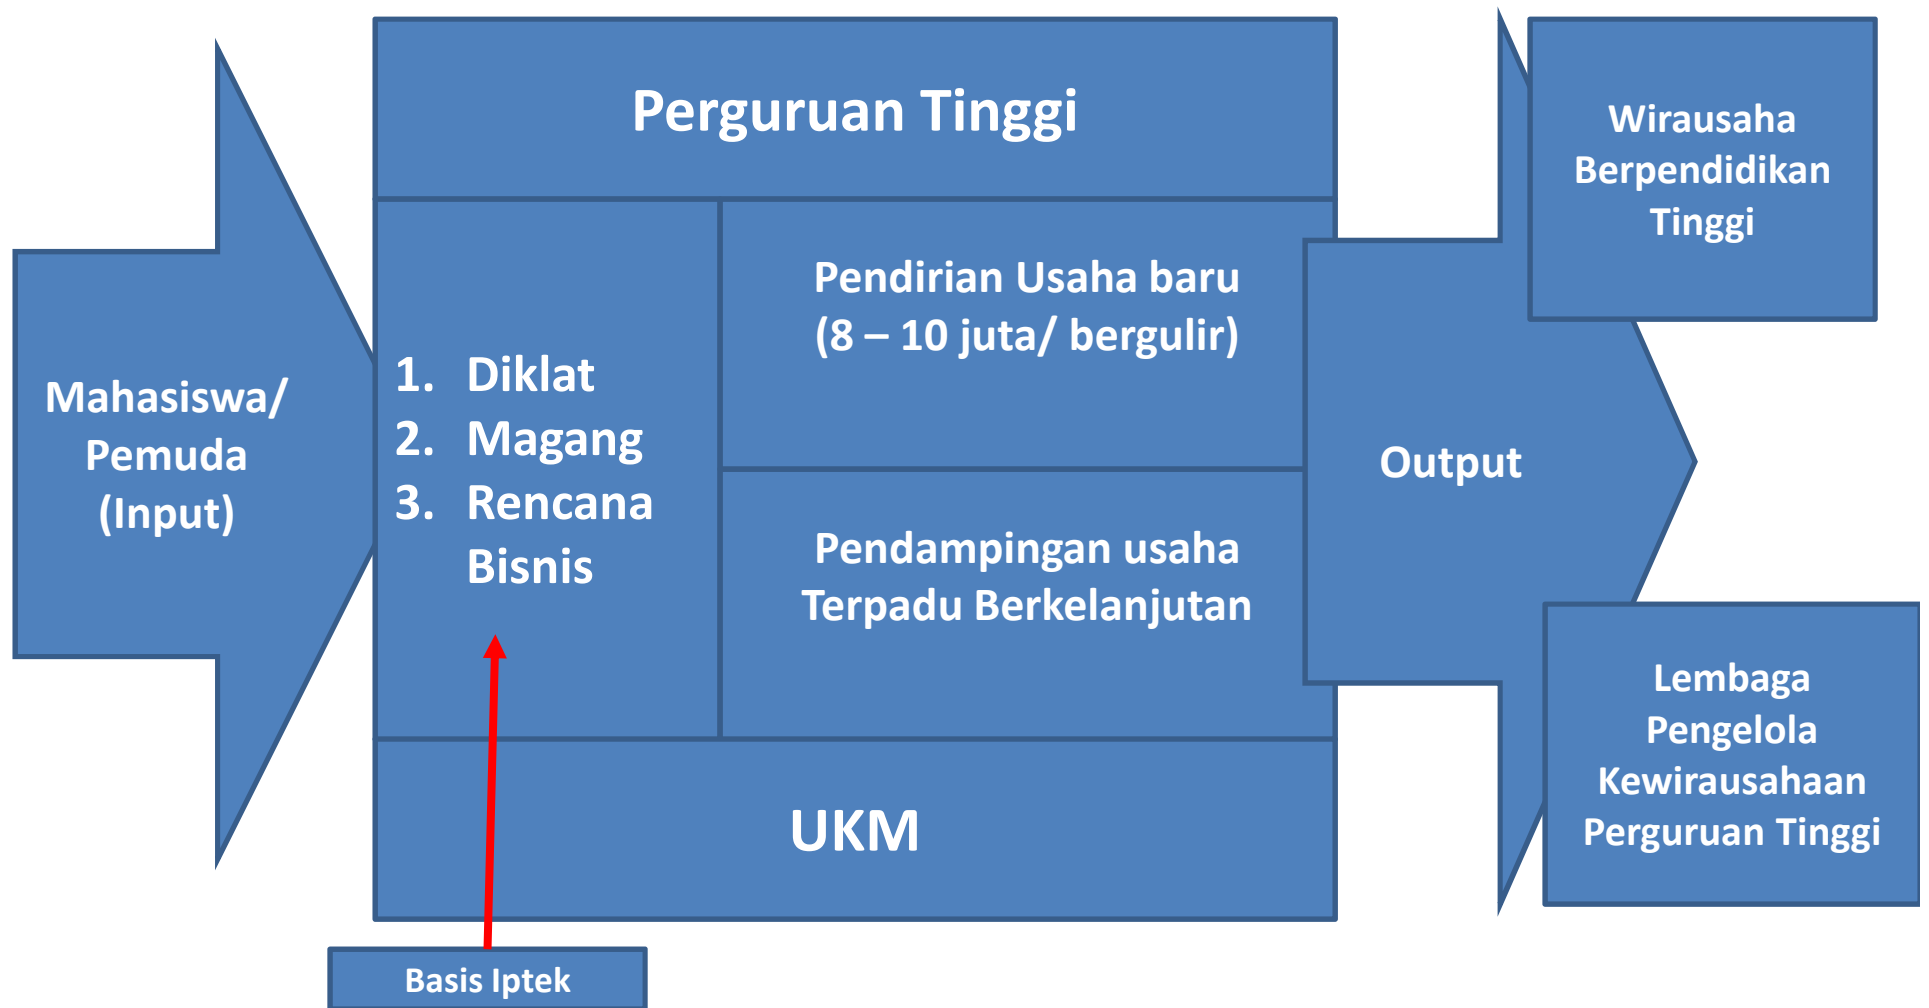 Perguruan Tinggi
Mahasiswa/
Pemuda
(Input)
1. Diklat
2. Magang
3. Rencana
Bisnis
Pendirian Usaha baru
(8 – 10 juta/ bergulir)
Pendampingan usaha
Terpadu Berkelanjutan
UKM
Basis Iptek
Output
Wirausaha
Berpendidikan
Tinggi
Lembaga
Pengelola
Kewirausahaan
Perguruan Tinggi